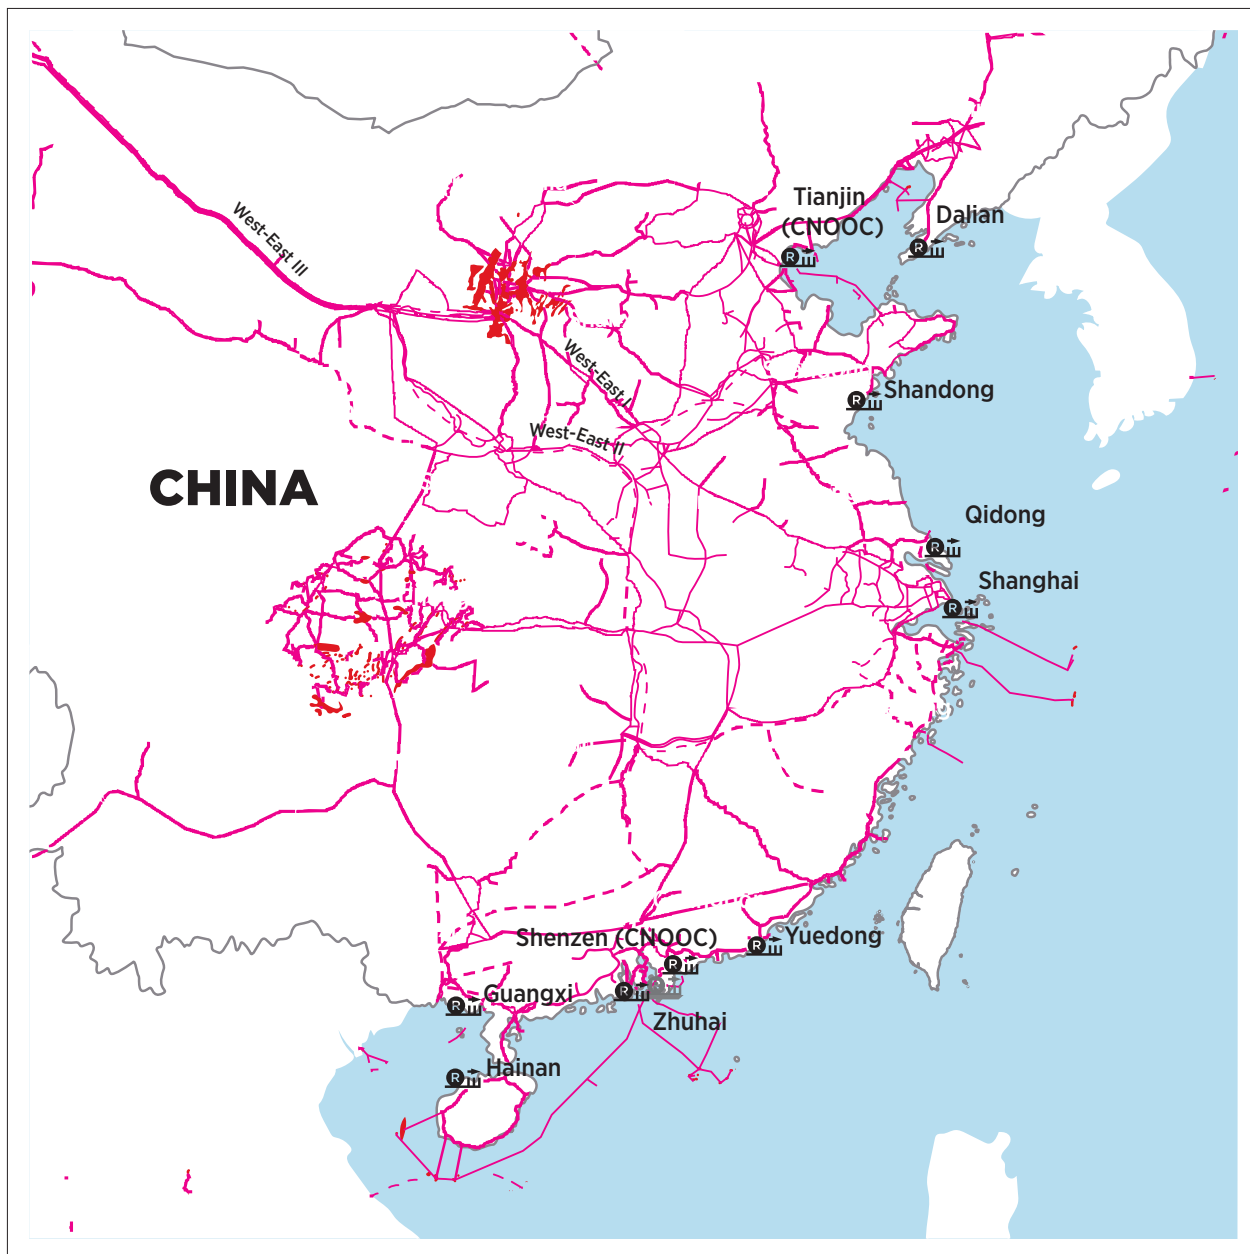 Tianjin
(CNOOC)
Dalian
West-East III
West-East I
Shandong
West-East II
CHINA
Qidong
Shanghai
Shenzen (CNOOC)
Yuedong
Guangxi
Zhuhai
Hainan
R
R
R
R
R
R
R
R
R
R